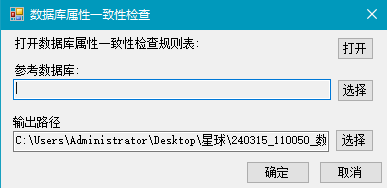 数据库属性一致性检查
打开数据库属性一致性检查规则表:
打开
参考数据库:
选择
输出路径
C:\Users\Administrator\Desktop\星球\240315_110050_数
选择
确定
取消